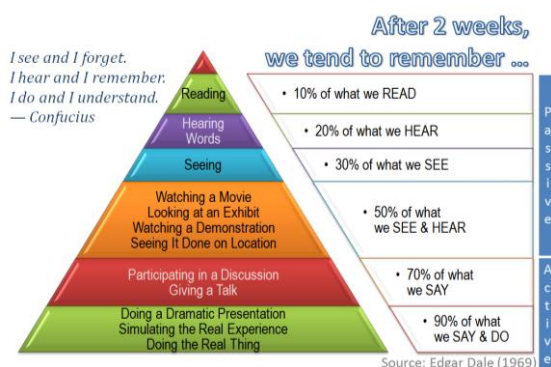 After 2 weeks,
we tend to remember ...
I see and I forget.
I hear and I remember.
I do and I understand.
— Confucius
Reading
• 10% of what we READ
Hearing
Words
• 20% of what we HEAR
Seeing
• 30% of what we SEE
Watching a Movie
Looking at an Exhibit
Watching a Demonstration
Seeing It Done on Location
• 50% of what
we SEE & HEAR
Participating in a Discussion
Giving a Talk
• 70% of what
we SAY
Doing a Dramatic Presentation
Simulating the Real Experience
Doing the Real Thing
• 90% of what
we SAY & DO
Passive
Active
Source: Edgar Dale (1969)